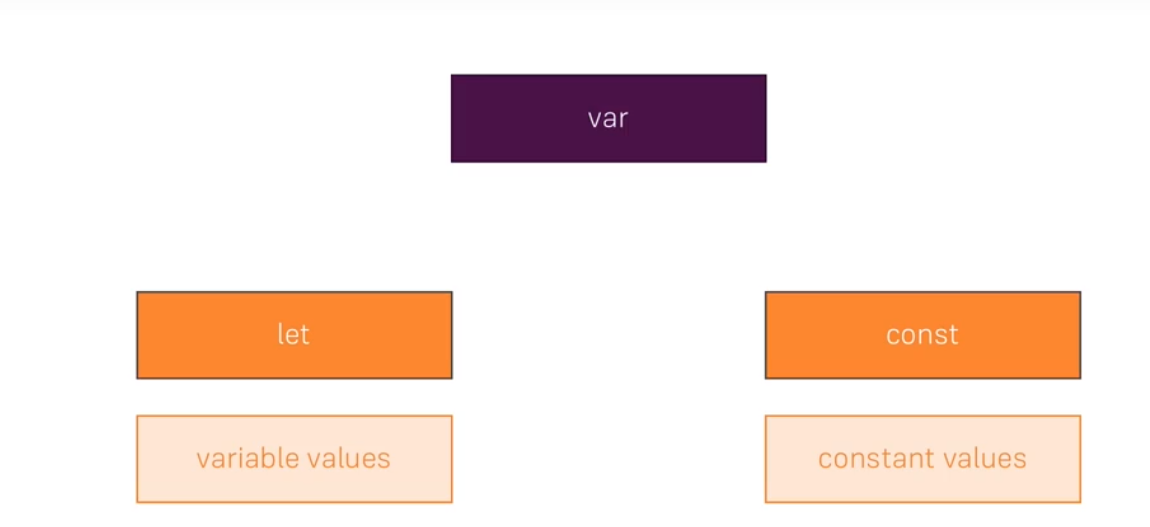 var
let
const
variable values
constant values